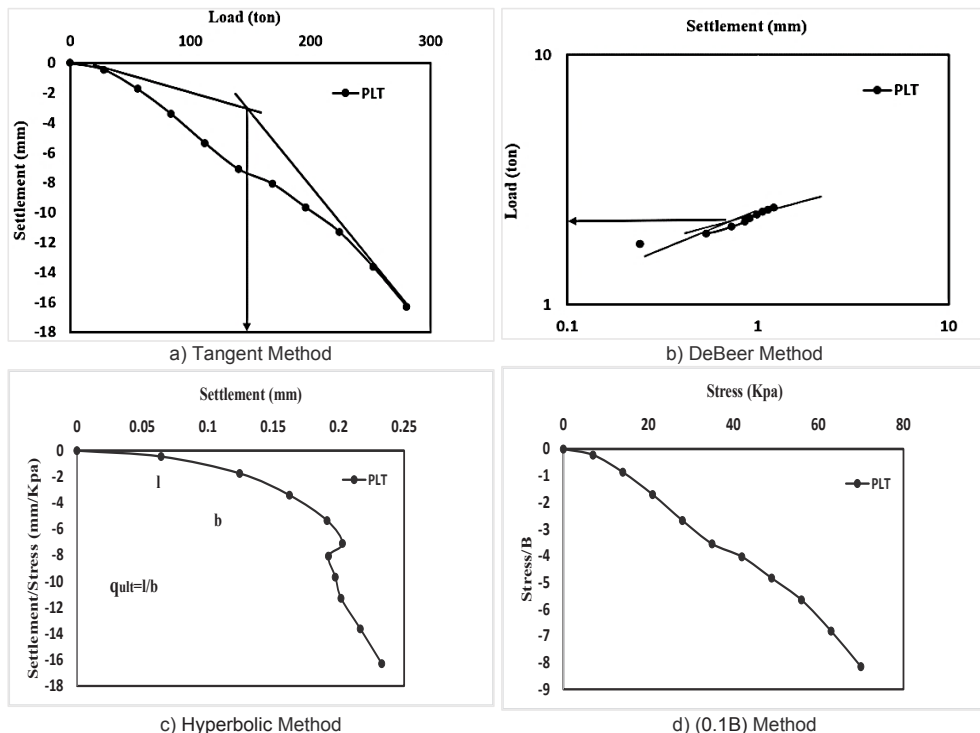 Load (ton)
0 100 200 300
0
-2
-4
-6
-8
-10
-12
-14
-16
-18
Settlement (mm)
PLT
a) Tangent Method
Settlement (mm)
10
1
Load (ton)
PLT
0.1 1 10
b) DeBeer Method
Settlement (mm)
0 0.05 0.1 0.15 0.2 0.25
0
-2
-4
-6
-8
-10
-12
-14
-16
-18
Settlement/Stress (mm/Kpa)
l
b
qult=l/b
PLT
c) Hyperbolic Method
Stress (Kpa)
0 20 40 60 80
0
-1
-2
-3
-4
-5
-6
-7
-8
-9
Stress/B
PLT
d) (0.1B) Method